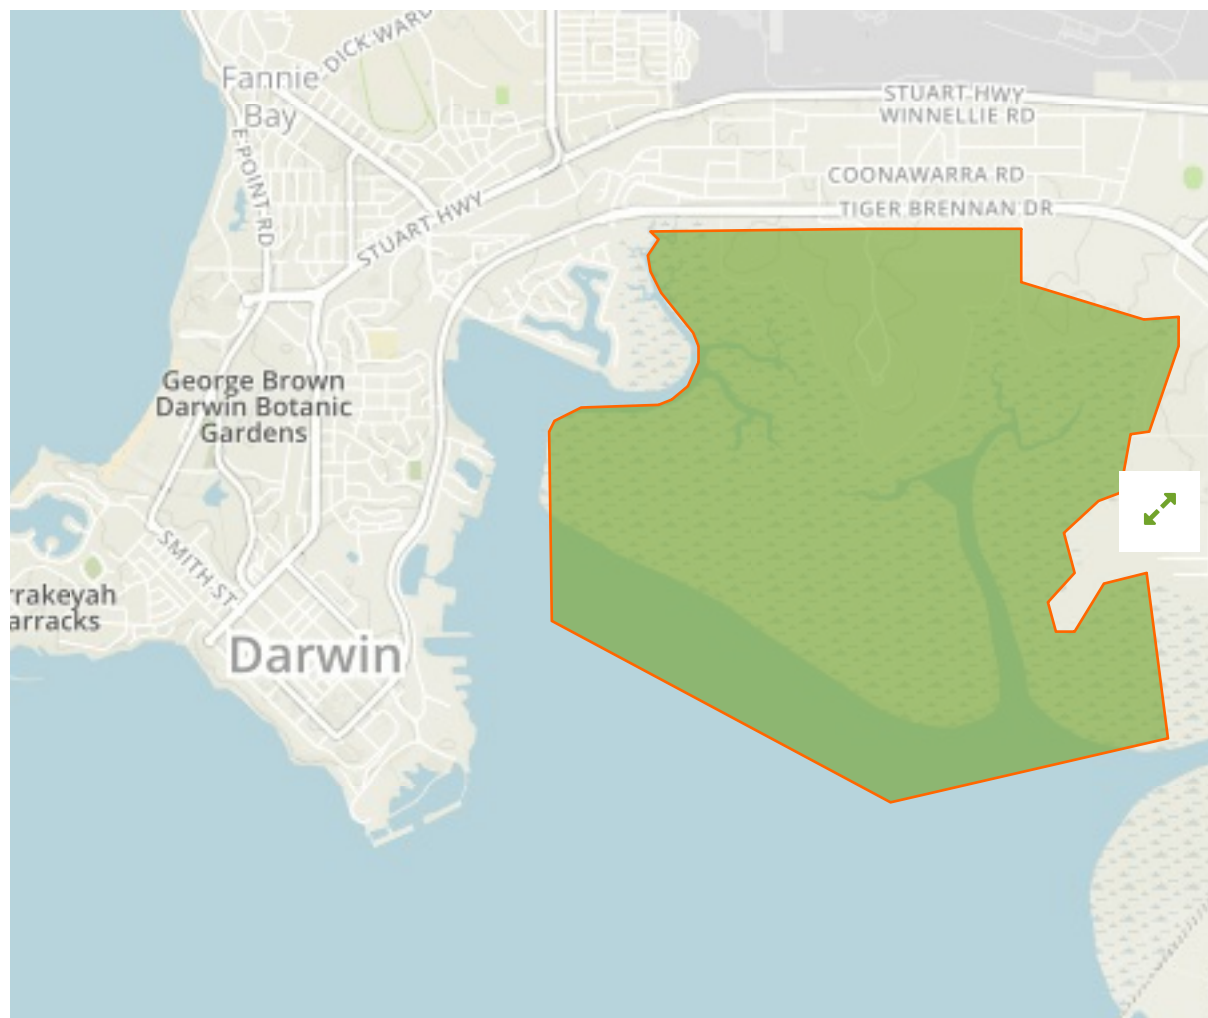 DICK WARD
Fannie
Bay
E POINT RD
STUART HWY
WINNELLIE RD
COONAWARRA RD
TIGER BRENNAN DR
STUART HWY
George Brown
Darwin Botanic
Gardens
SMITH ST
rrakeyah
arracks
Darwin